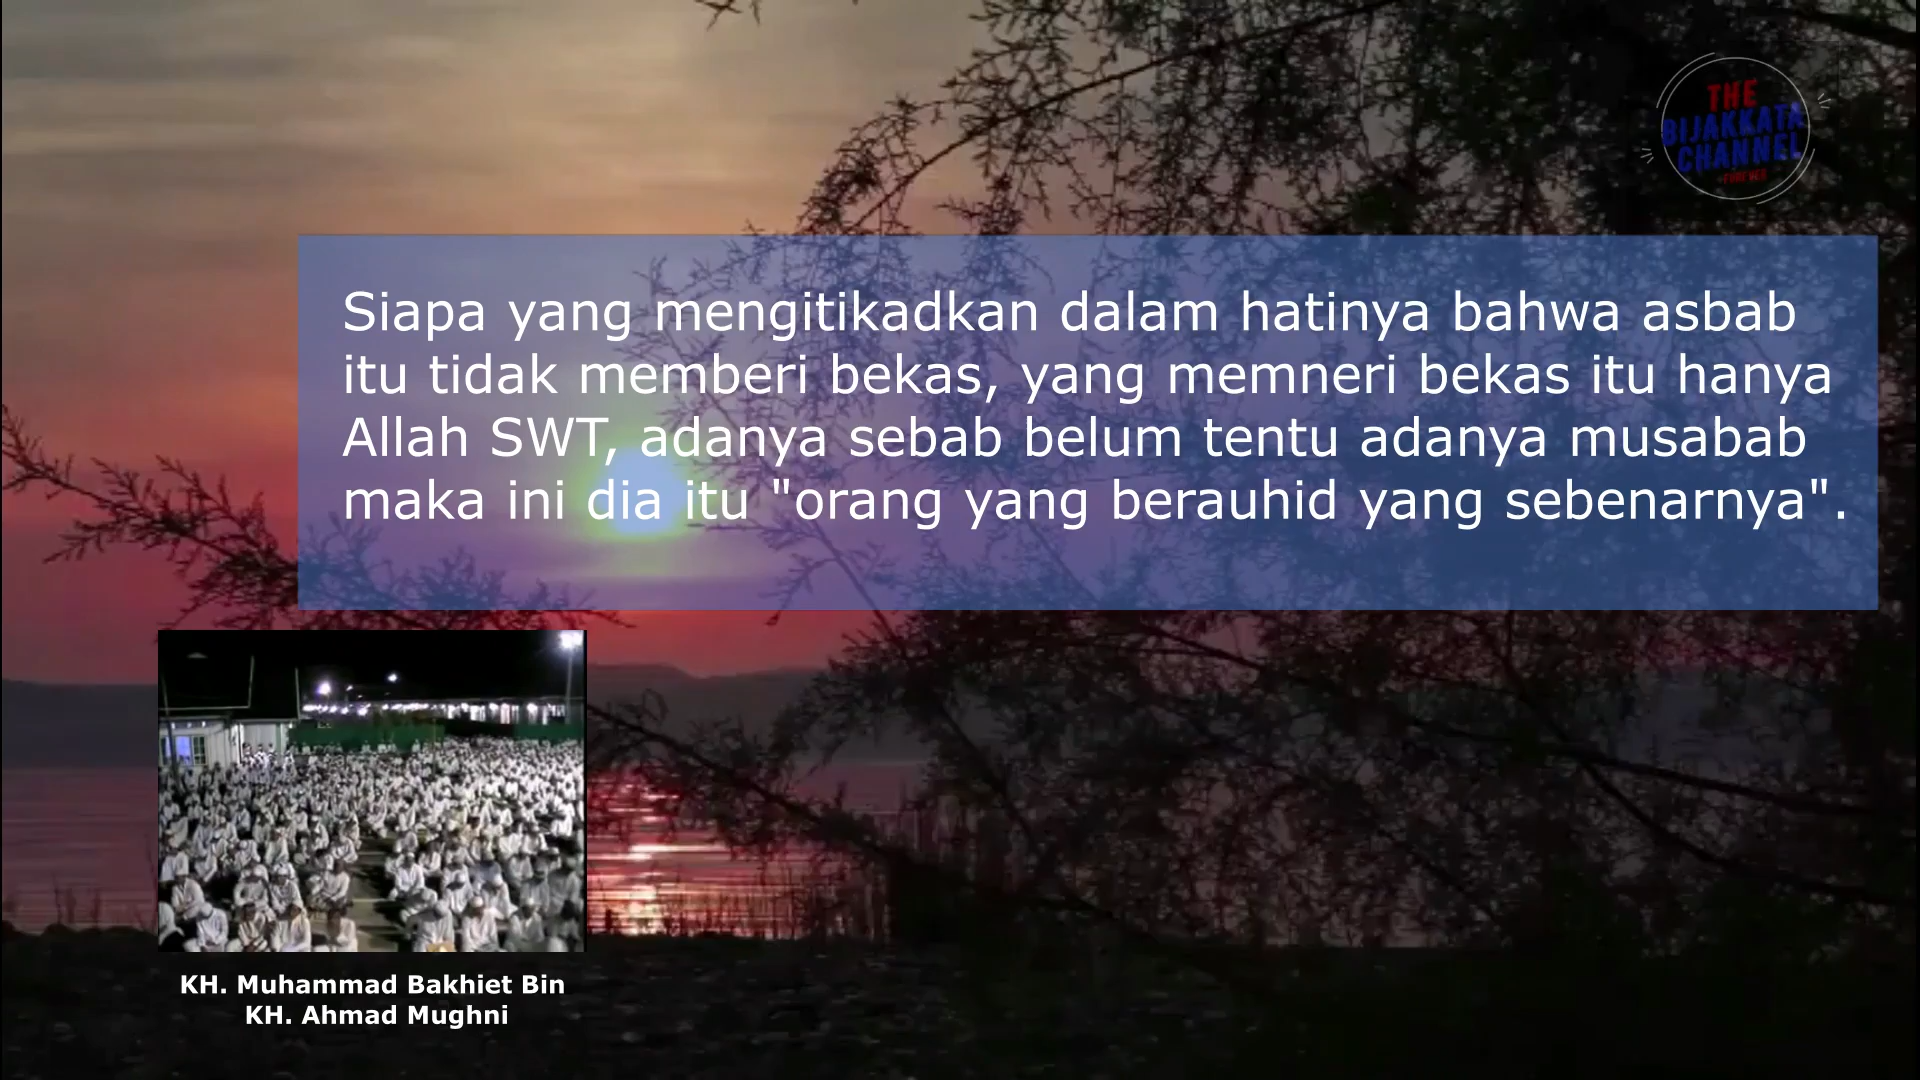 THE
BIJAKKATA
CHANNEL
FOREVER
Siapa yang mengitikadkan dalam hatinya bahwa asbab
itu tidak memberi bekas, yang memneri bekas itu hanya
Allah SWT, adanya sebab belum tentu adanya musabab
maka ini dia itu "orang yang berauhid yang sebenarnya".
KH. Muhammad Bakhiet Bin
KH. Ahmad Mughni